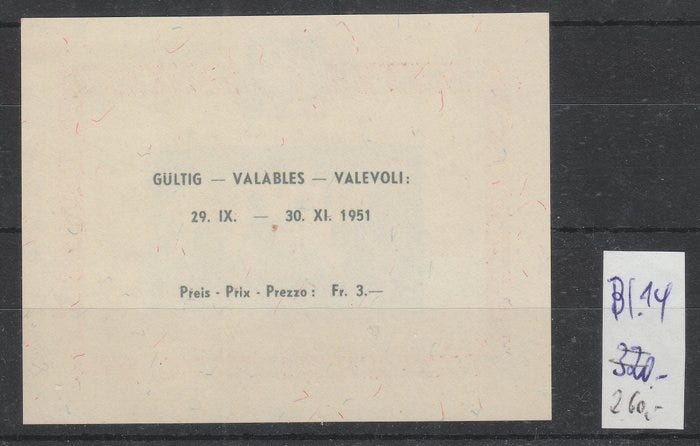 GÜLTIG — VALABLES — VALEVOLI:
29. IX. — 30. XI. 1951
Preis - Prix - Prezzo: Fr. 3.—
Bl. 14
320.-
260,-